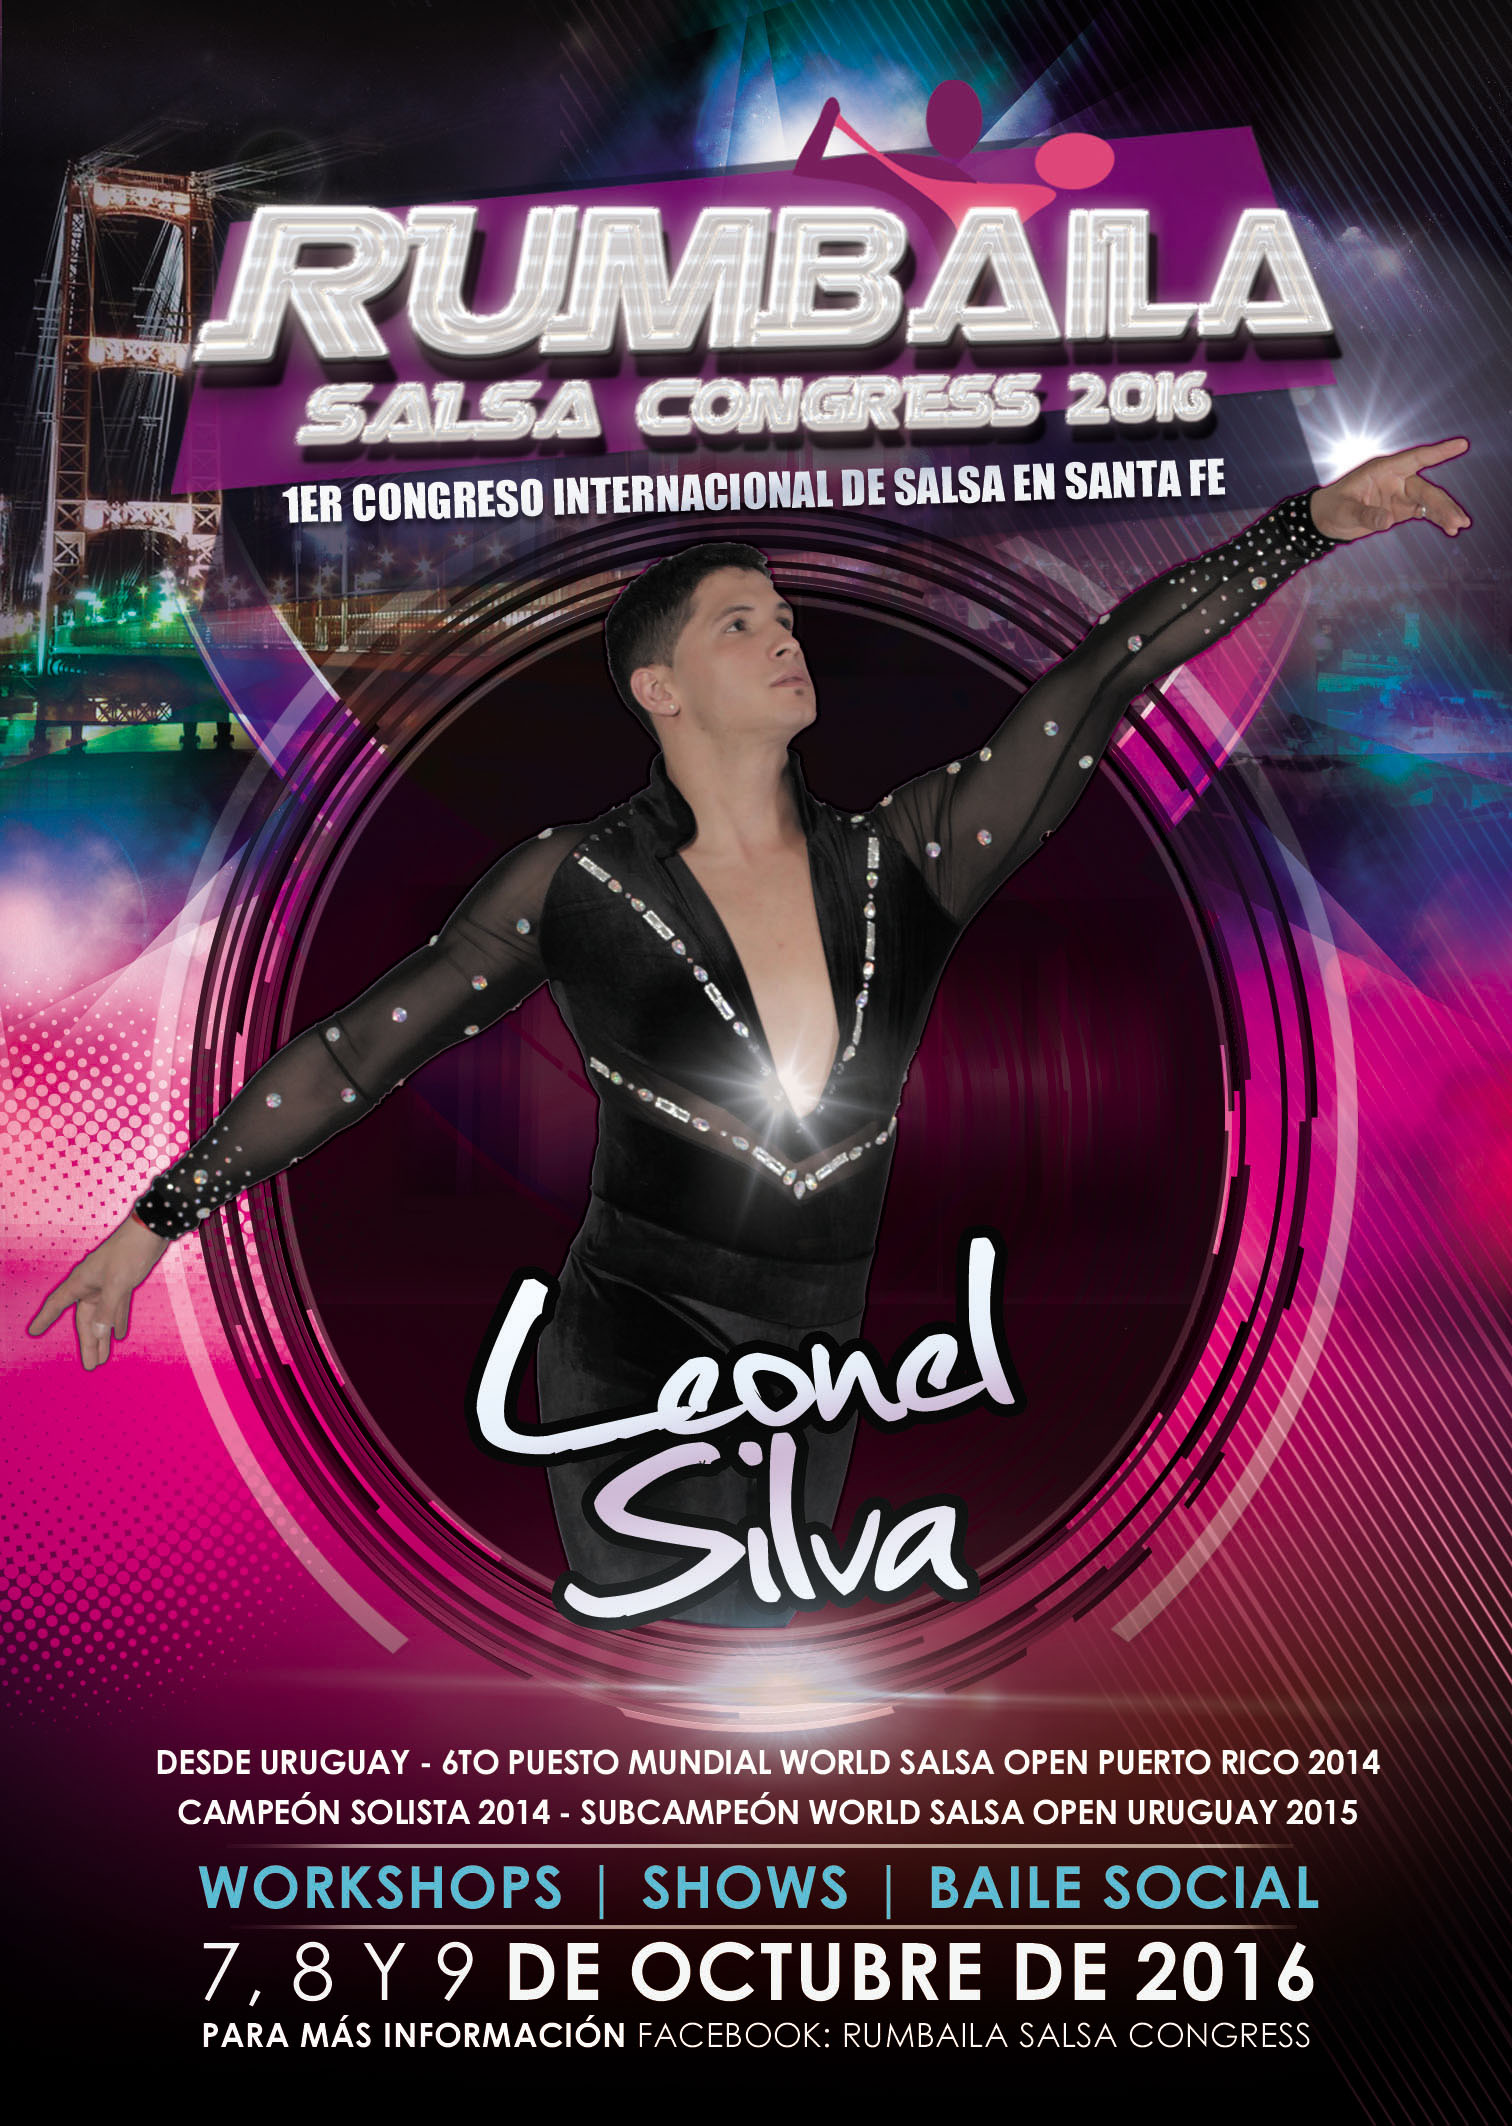 RUMBAILA
SALSA CONGRESS 2016
1ER CONGRESO INTERNACIONAL DE SALSA EN SANTA FE
Leonel
Silva
DESDE URUGUAY - 6TO PUESTO MUNDIAL WORLD SALSA OPEN PUERTO RICO 2014
CAMPEÓN SOLISTA 2014 - SUBCAMPEÓN WORLD SALSA OPEN URUGUAY 2015
WORKSHOPS | SHOWS | BAILE SOCIAL
7, 8 Y 9 DE OCTUBRE DE 2016
PARA MÁS INFORMACIÓN FACEBOOK: RUMBAILA SALSA CONGRESS